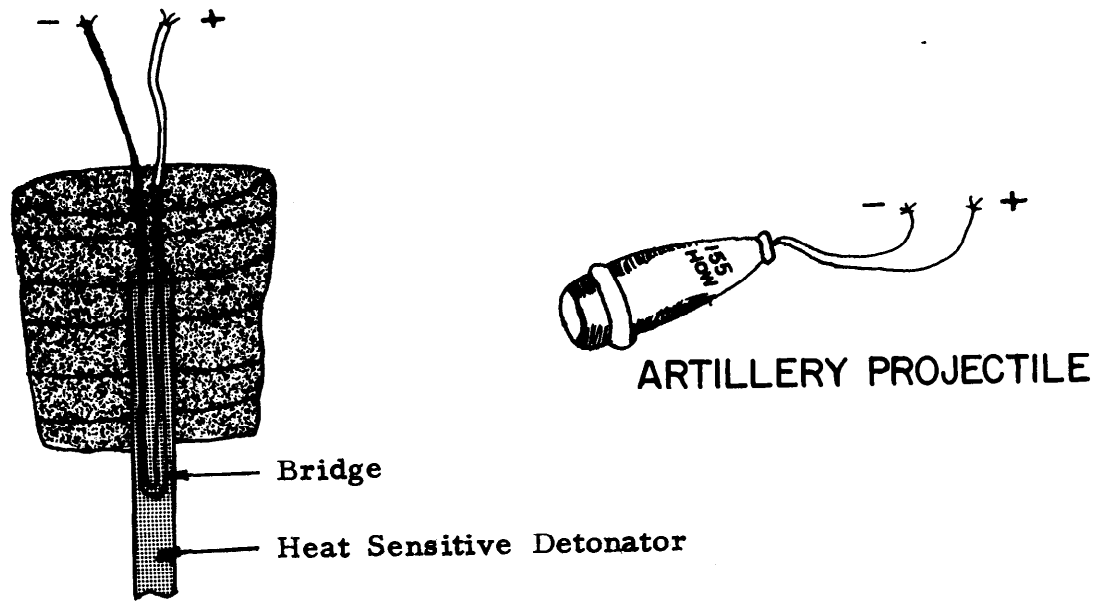 - +
- +
155
HOW
ARTILLERY PROJECTILE
Bridge
Heat Sensitive Detonator